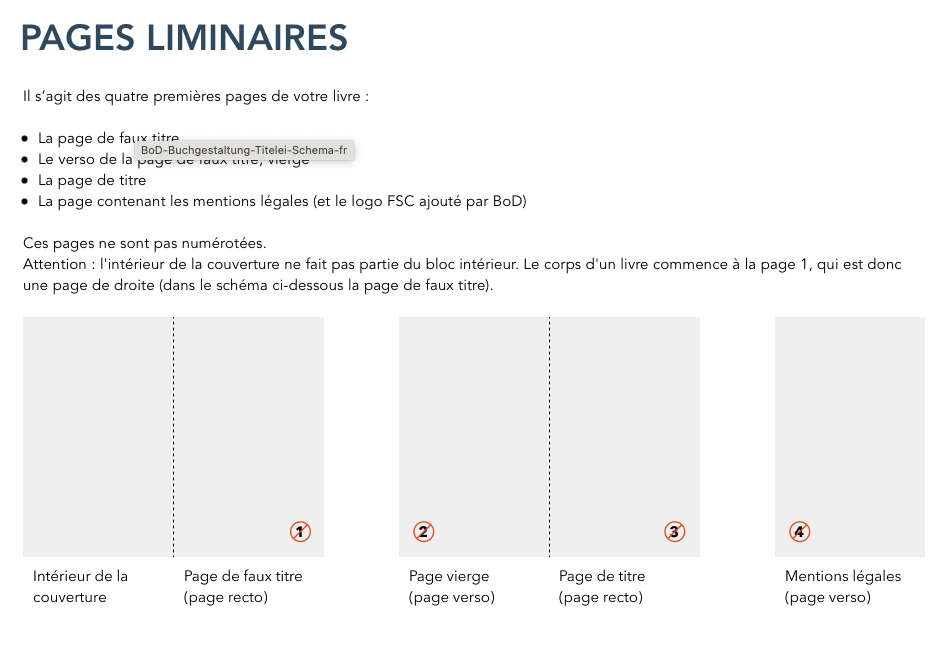 PAGES LIMINAIRES
Il s’agit des quatre premières pages de votre livre :
• La page de faux titre
BoD-Buchgestaltung-Titelei-Schema-fr
• Le verso de la page de faux titre, vierge
• La page de titre
• La page contenant les mentions légales (et le logo FSC ajouté par BoD)
Ces pages ne sont pas numérotées.
Attention : l'intérieur de la couverture ne fait pas partie du bloc intérieur. Le corps d'un livre commence à la page 1, qui est donc
une page de droite (dans le schéma ci-dessous la page de faux titre).
1
2
3
4
Intérieur de la
couverture
Page de faux titre
(page recto)
Page vierge
(page verso)
Page de titre
(page recto)
Mentions légales
(page verso)